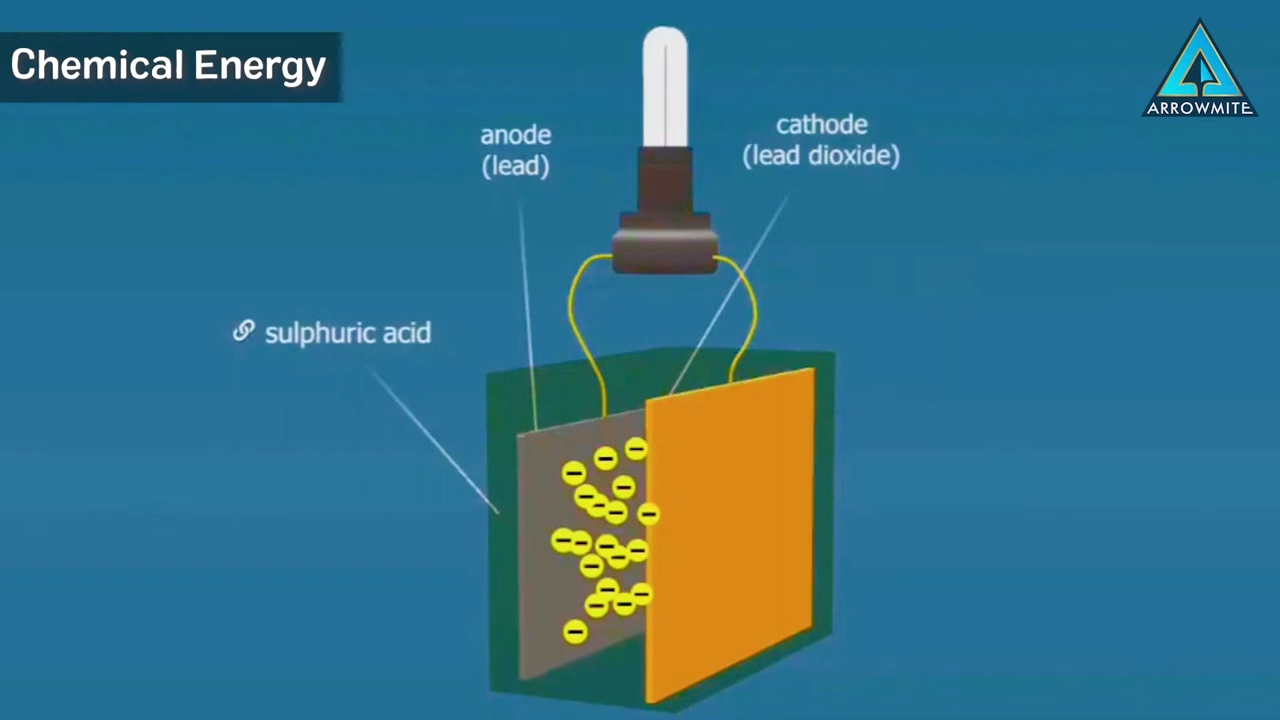 Chemical Energy
ARROWMITE
anode
(lead)
cathode
(lead dioxide)
sulphuric acid